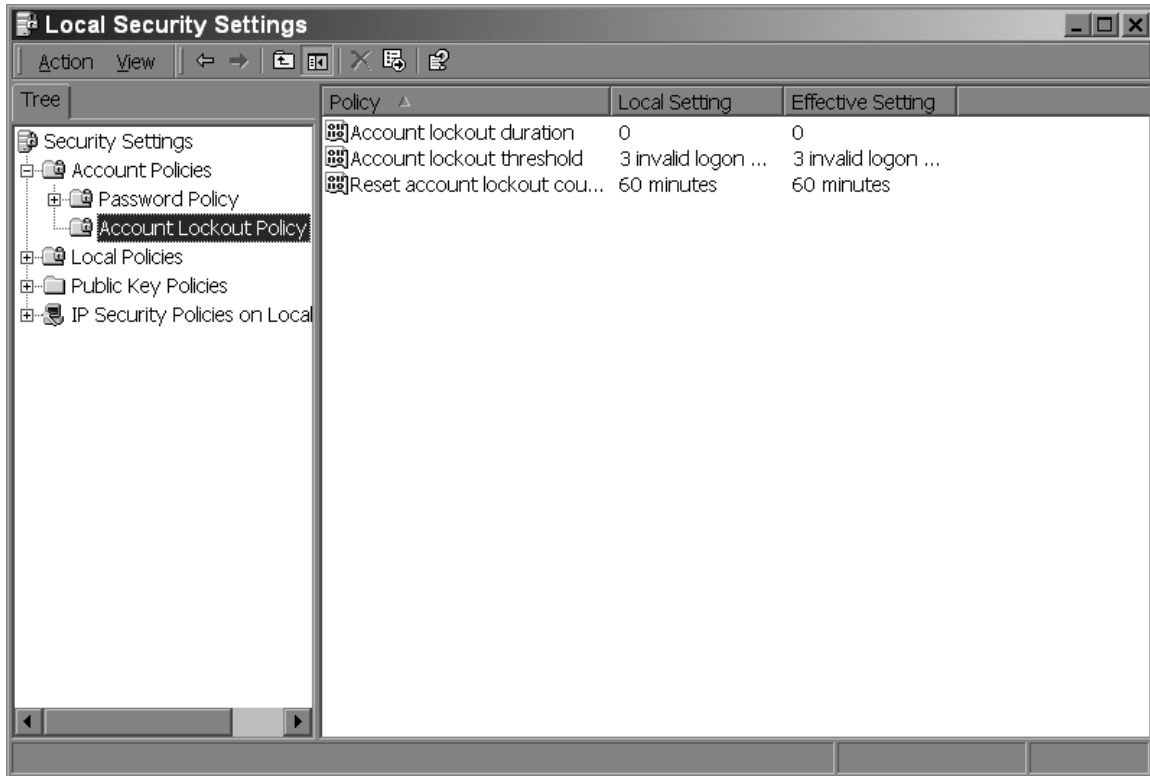 Local Security Settings
Action View
Tree
Policy Local Setting Effective Setting
Security Settings
Account Policies
Password Policy
Account Lockout Policy
Local Policies
Public Key Policies
IP Security Policies on Local
Account lockout duration 0 0
Account lockout threshold 3 invalid logon ... 3 invalid logon ...
Reset account lockout cou... 60 minutes 60 minutes